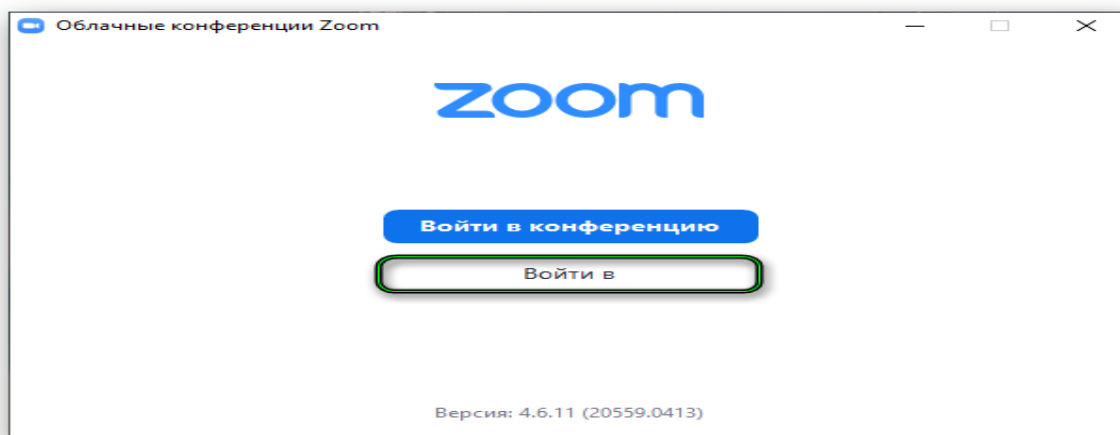 Облачные конференции Zoom
zoom
Войти в конференцию
Войти в
Версия: 4.6.11 (20559.0413)